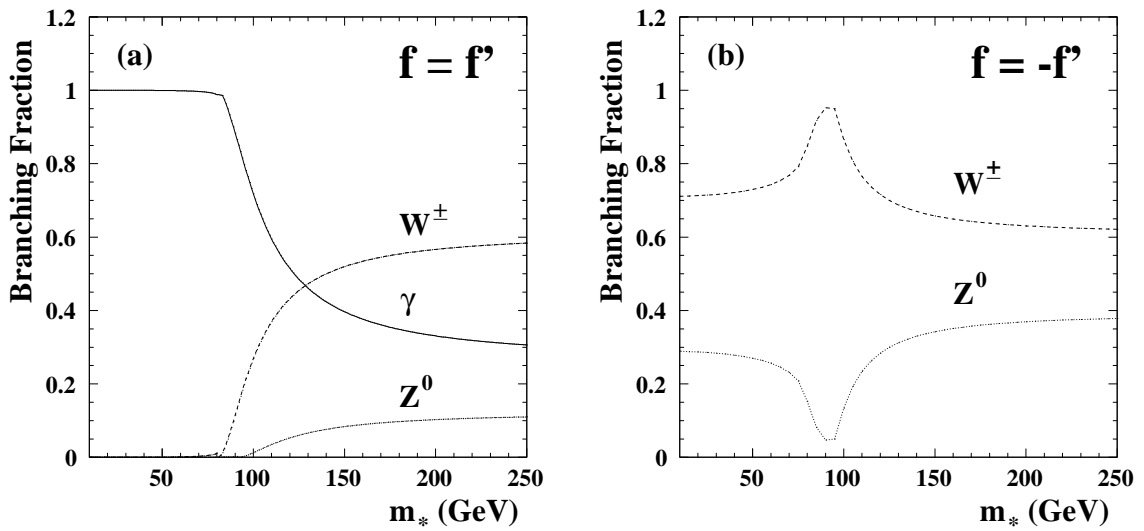 Branching Fraction
1.2
1
0.8
0.6
0.4
0.2
0
(a)
f = f’
W±
γ
Z⁰
50 100 150 200 250
m* (GeV)
Branching Fraction
1.2
1
0.8
0.6
0.4
0.2
0
(b)
f = -f’
W±
Z⁰
50 100 150 200 250
m* (GeV)